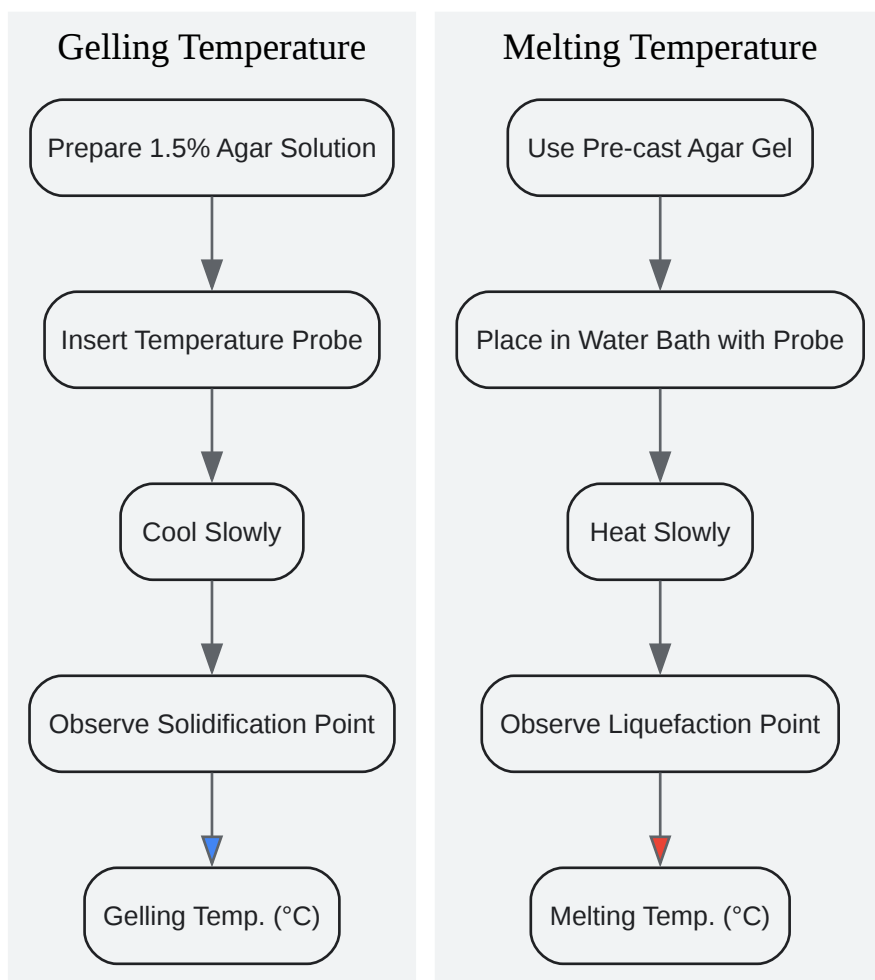 Gelling Temperature
Prepare 1.5% Agar Solution
Insert Temperature Probe
Cool Slowly
Observe Solidification Point
Gelling Temp. (°C)
Melting Temperature
Use Pre-cast Agar Gel
Place in Water Bath with Probe
Heat Slowly
Observe Liquefaction Point
Melting Temp. (°C)